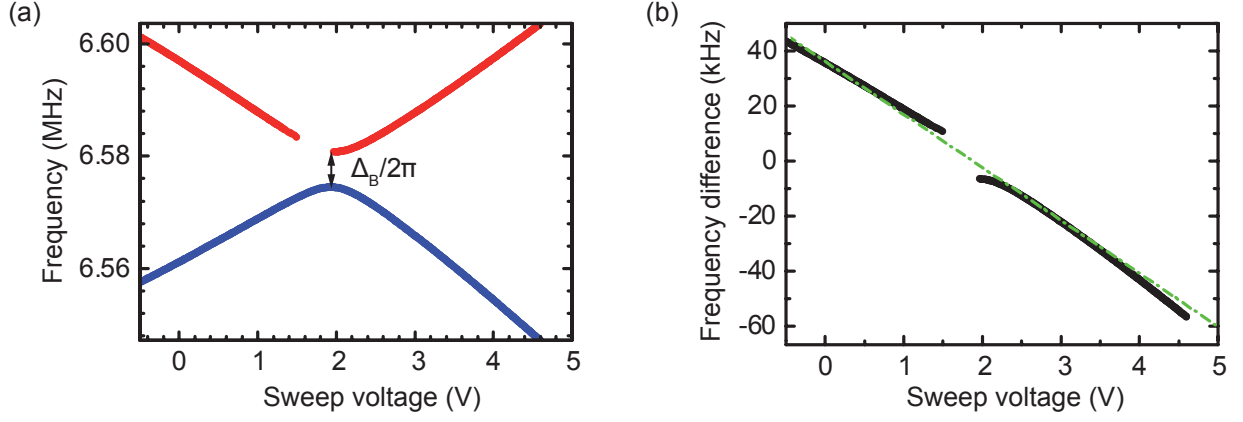 (a)
Frequency (MHz)
6.60
6.58
6.56
Δ_B/2π
0 1 2 3 4 5
Sweep voltage (V)
(b)
Frequency difference (kHz)
40
20
0
-20
-40
-60
0 1 2 3 4 5
Sweep voltage (V)